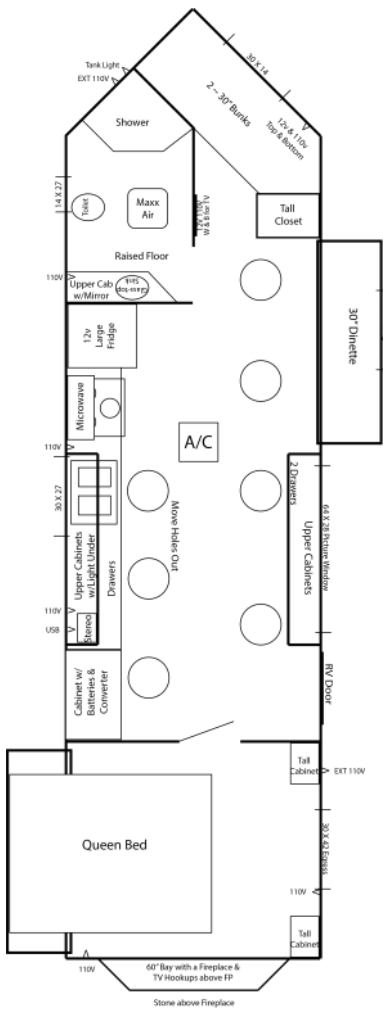 Tank Light
EXT 110V
30 X 14
2 – 30" Bunks
12v & 110v
Top & Bottom
Shower
14 X 27
Toilet
Maxx
Air
12V 110V
W & B for TV
Tall
Closet
Raised Floor
110V
Upper Cab
w/Mirror
Glass-top
Sink
12v
Large
Fridge
30" Dinette
Microwave
A/C
110V
30 X 27
2 Drawers
Upper Cabinets
64 X 28 Picture Window
Move Holes Out
Upper Cabinets
w/Light Under
Drawers
110V
USB
Stereo
Cabinet w/
Batteries &
Converter
RV Door
Tall
Cabinet
EXT 110V
Queen Bed
30 X 42 Egress
110V
Tall
Cabinet
110V
60" Bay with a Fireplace &
TV Hookups above FP
Stone above Fireplace